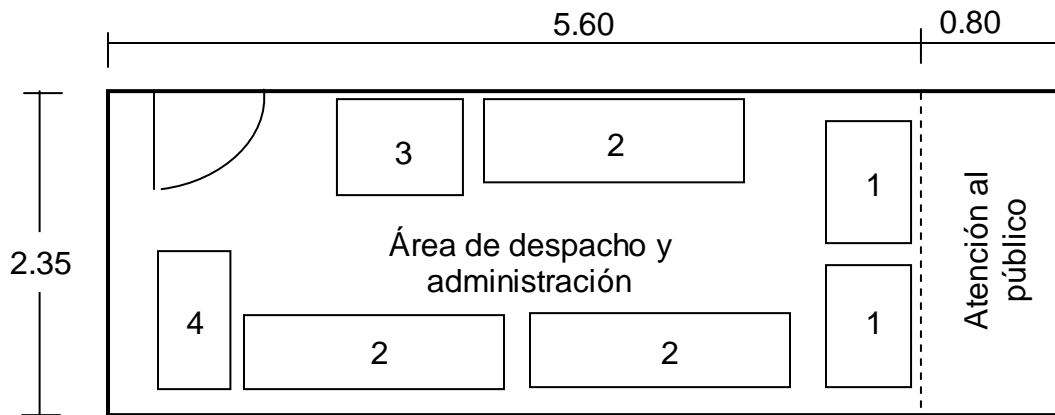 5.60
0.80
3
2
1
Atención al
público
2.35
Área de despacho y
administración
4
2
2
1